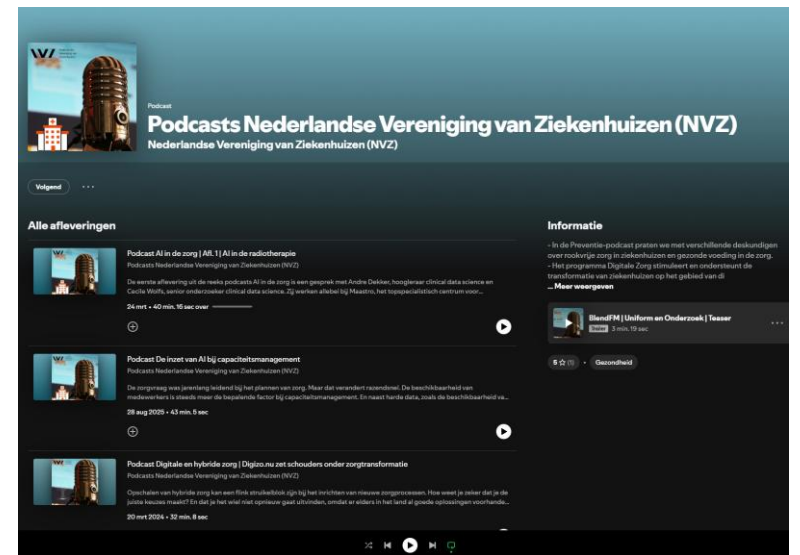 Podcast
Podcasts Nederlandse Vereniging van Ziekenhuizen (NVZ)
Nederlandse Vereniging van Ziekenhuizen (NVZ)
Volgend
Alle afleveringen
Podcast AI in de zorg | Afl. 1 | AI in de radiotherapie
Podcasts Nederlandse Vereniging van Ziekenhuizen (NVZ)
De eerste aflevering uit de reeks podcasts AI in de zorg is een gesprek met Andre Dekker, hoogleraar clinical data science en
Cecile Wolfs, senior onderzoeker clinical data science. Zij werken allebei bij Maastro, het topspecialistisch centrum voor...
24 mrt • 40 min. 16 sec over
Podcast De inzet van AI bij capaciteitsmanagement
Podcasts Nederlandse Vereniging van Ziekenhuizen (NVZ)
De zorgvraag was jarenlang leidend bij het plannen van zorg. Maar dat verandert razendsnel. De beschikbaarheid van
medewerkers is steeds meer de bepalende factor bij capaciteitsmanagement. En naast harde data, zoals de beschikbaarheid va...
28 aug 2025 • 43 min. 5 sec
Podcast Digitale en hybride zorg | Digizo.nu zet schouders onder zorgtransformatie
Podcasts Nederlandse Vereniging van Ziekenhuizen (NVZ)
Opschalen van hybride zorg kan een flink struikelblok zijn bij het inrichten van nieuwe zorgprocessen. Hoe weet je zeker dat je de
juiste keuzes maakt? En dat je het wiel niet opnieuw gaat uitvinden, omdat er elders in het land al goede oplossingen voorhande...
20 mrt 2024 • 32 min. 8 sec
Informatie
- In de Preventie-podcast praten we met verschillende deskundigen
over rookvrije zorg in ziekenhuizen en gezonde voeding in de zorg.
- Het programma Digitale Zorg stimuleert en ondersteunt de
transformatie van ziekenhuizen op het gebied van di
... Meer weergeven
BlendFM | Uniform en Onderzoek | Teaser
Trailer 3 min. 19 sec
5 ☆ (1) • Gezondheid